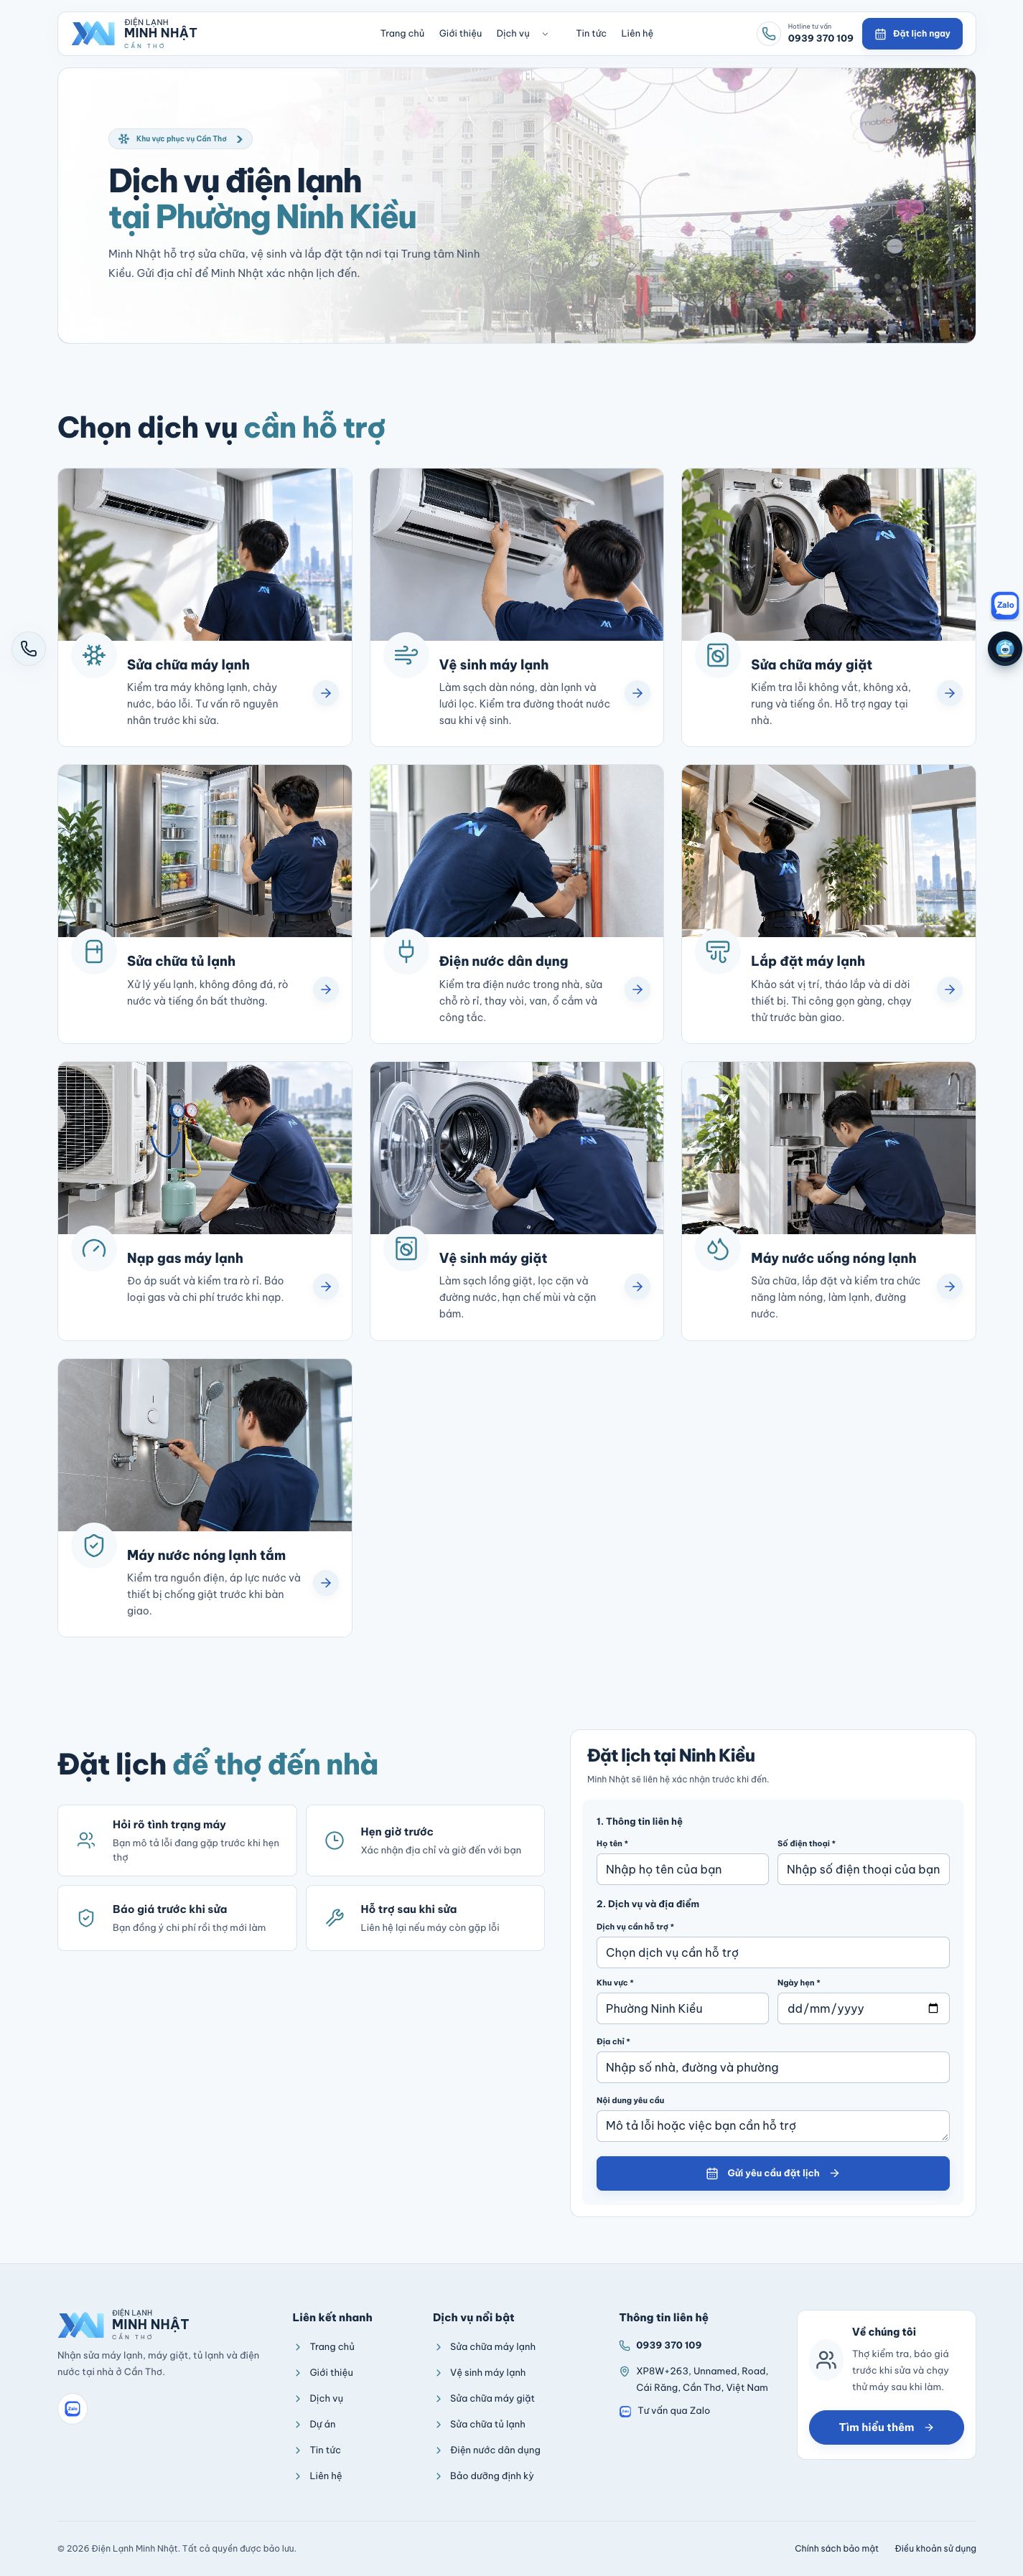 ĐIỆN LẠNH
MINH NHẬT
CẦN THƠ
Trang chủ
Giới thiệu
Dịch vụ
Tin tức
Liên hệ
Hotline tư vấn
0939 370 109
Đặt lịch ngay
Khu vực phục vụ Cần Thơ
mobifone
Dịch vụ điện lạnh
tại Phường Ninh Kiều
Minh Nhật hỗ trợ sửa chữa, vệ sinh và lắp đặt tận nơi tại Trung tâm Ninh
Kiều. Gửi địa chỉ để Minh Nhật xác nhận lịch đến.
Chọn dịch vụ cần hỗ trợ
Sửa chữa máy lạnh
Kiểm tra máy không lạnh, chảy
nước, báo lỗi. Tư vấn rõ nguyên
nhân trước khi sửa.
Vệ sinh máy lạnh
Làm sạch dàn nóng, dàn lạnh và
lưới lọc. Kiểm tra đường thoát nước
sau khi vệ sinh.
Sửa chữa máy giặt
Kiểm tra lỗi không vắt, không xả,
rung và tiếng ồn. Hỗ trợ ngay tại
nhà.
Zalo
Sửa chữa tủ lạnh
Xử lý yếu lạnh, không đông đá, rò
nước và tiếng ồn bất thường.
Điện nước dân dụng
Kiểm tra điện nước trong nhà, sửa
chỗ rò rỉ, thay vòi, van, ổ cắm và
công tắc.
Lắp đặt máy lạnh
Khảo sát vị trí, tháo lắp và di dời
thiết bị. Thi công gọn gàng, chạy
thử trước bàn giao.
Nạp gas máy lạnh
Đo áp suất và kiểm tra rò rỉ. Báo
loại gas và chi phí trước khi nạp.
Vệ sinh máy giặt
Làm sạch lồng giặt, lọc cặn và
đường nước, hạn chế mùi và cặn
bám.
Máy nước uống nóng lạnh
Sửa chữa, lắp đặt và kiểm tra chức
năng làm nóng, làm lạnh, đường
nước.
Máy nước nóng lạnh tắm
Kiểm tra nguồn điện, áp lực nước và
thiết bị chống giật trước khi bàn
giao.
Đặt lịch để thợ đến nhà
Hỏi rõ tình trạng máy
Bạn mô tả lỗi đang gặp trước khi hẹn
thợ
Hẹn giờ trước
Xác nhận địa chỉ và giờ đến với bạn
Báo giá trước khi sửa
Bạn đồng ý chi phí rồi thợ mới làm
Hỗ trợ sau khi sửa
Liên hệ lại nếu máy còn gặp lỗi
Đặt lịch tại Ninh Kiều
Minh Nhật sẽ liên hệ xác nhận trước khi đến.
1. Thông tin liên hệ
Họ tên *
Số điện thoại *
Nhập họ tên của bạn
Nhập số điện thoại của bạn
2. Dịch vụ và địa điểm
Dịch vụ cần hỗ trợ *
Chọn dịch vụ cần hỗ trợ
Khu vực *
Ngày hẹn *
Phường Ninh Kiều
dd/mm/yyyy
Địa chỉ *
Nhập số nhà, đường và phường
Nội dung yêu cầu
Mô tả lỗi hoặc việc bạn cần hỗ trợ
Gửi yêu cầu đặt lịch
ĐIỆN LẠNH
MINH NHẬT
CẦN THƠ
Nhận sửa máy lạnh, máy giặt, tủ lạnh và điện
nước tại nhà ở Cần Thơ.
Zalo
Liên kết nhanh
Trang chủ
Giới thiệu
Dịch vụ
Dự án
Tin tức
Liên hệ
Dịch vụ nổi bật
Sửa chữa máy lạnh
Vệ sinh máy lạnh
Sửa chữa máy giặt
Sửa chữa tủ lạnh
Điện nước dân dụng
Bảo dưỡng định kỳ
Thông tin liên hệ
0939 370 109
XP8W+263, Unnamed, Road,
Cái Răng, Cần Thơ, Việt Nam
Tư vấn qua Zalo
Về chúng tôi
Thợ kiểm tra, báo giá
trước khi sửa và chạy
thử máy sau khi làm.
Tìm hiểu thêm
© 2026 Điện Lạnh Minh Nhật. Tất cả quyền được bảo lưu.
Chính sách bảo mật
Điều khoản sử dụng